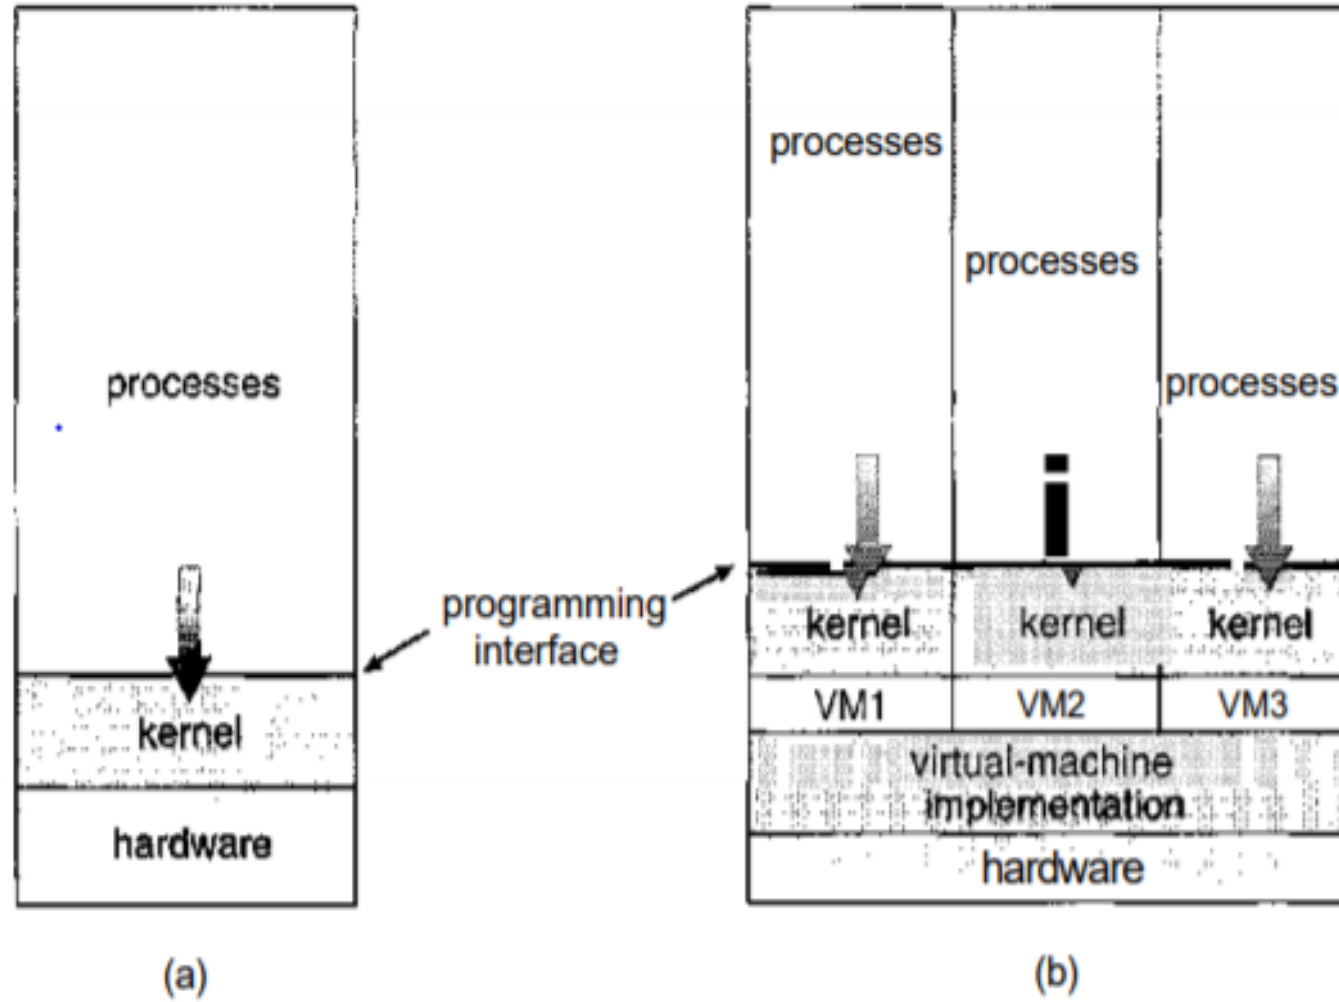 processes
kernel
hardware
(a)
programming
interface
processes
processes
processes
kernel
kernel
kernel
VM1
VM2
VM3
virtual-machine
implementation
hardware
(b)